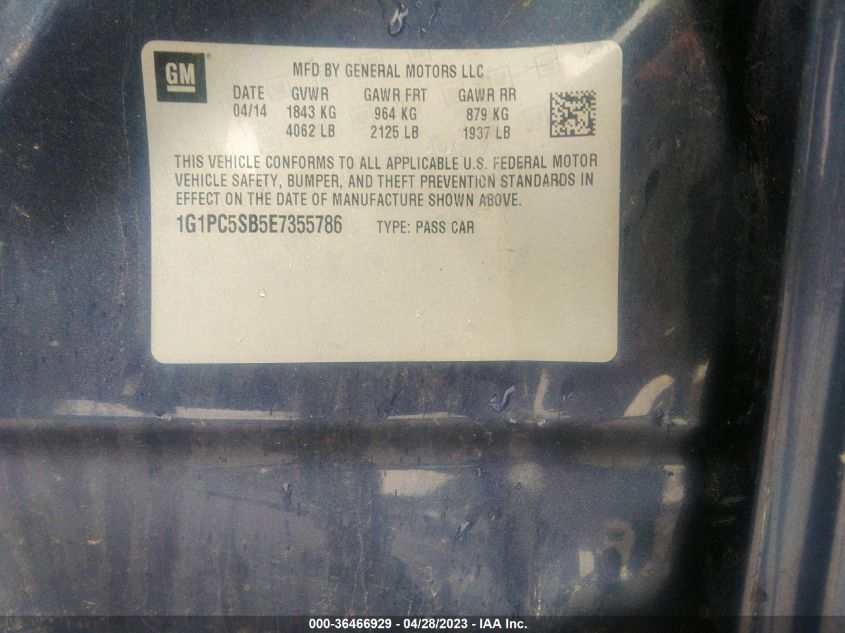 GM
MFD BY GENERAL MOTORS LLC
DATE GVWR GAWR FRT GAWR RR
04/14 1843 KG 964 KG 879 KG
4062 LB 2125 LB 1937 LB
THIS VEHICLE CONFORMS TO ALL APPLICABLE U.S. FEDERAL MOTOR
VEHICLE SAFETY, BUMPER, AND THEFT PREVENTION STANDARDS IN
EFFECT ON THE DATE OF MANUFACTURE SHOWN ABOVE.
1G1PC5SB5E7355786 TYPE: PASS CAR
000-36466929 - 04/28/2023 - IAA Inc.